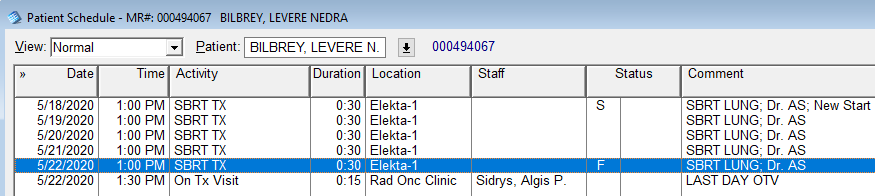 Patient Schedule - MR#: 000494067 BILBREY, LEVERE NEDRA
View: Normal Patient: BILBREY, LEVERE N. 000494067
» Date Time Activity Duration Location Staff Status Comment
5/18/2020 1:00 PM SBRT TX 0:30 Elekta-1 S SBRT LUNG; Dr. AS; New Start
5/19/2020 1:00 PM SBRT TX 0:30 Elekta-1 SBRT LUNG; Dr. AS
5/20/2020 1:00 PM SBRT TX 0:30 Elekta-1 SBRT LUNG; Dr. AS
5/21/2020 1:00 PM SBRT TX 0:30 Elekta-1 SBRT LUNG; Dr. AS
5/22/2020 1:00 PM SBRT TX 0:30 Elekta-1 F SBRT LUNG; Dr. AS
5/22/2020 1:30 PM On Tx Visit 0:15 Rad Onc Clinic Sidrys, Algis P. LAST DAY OTV